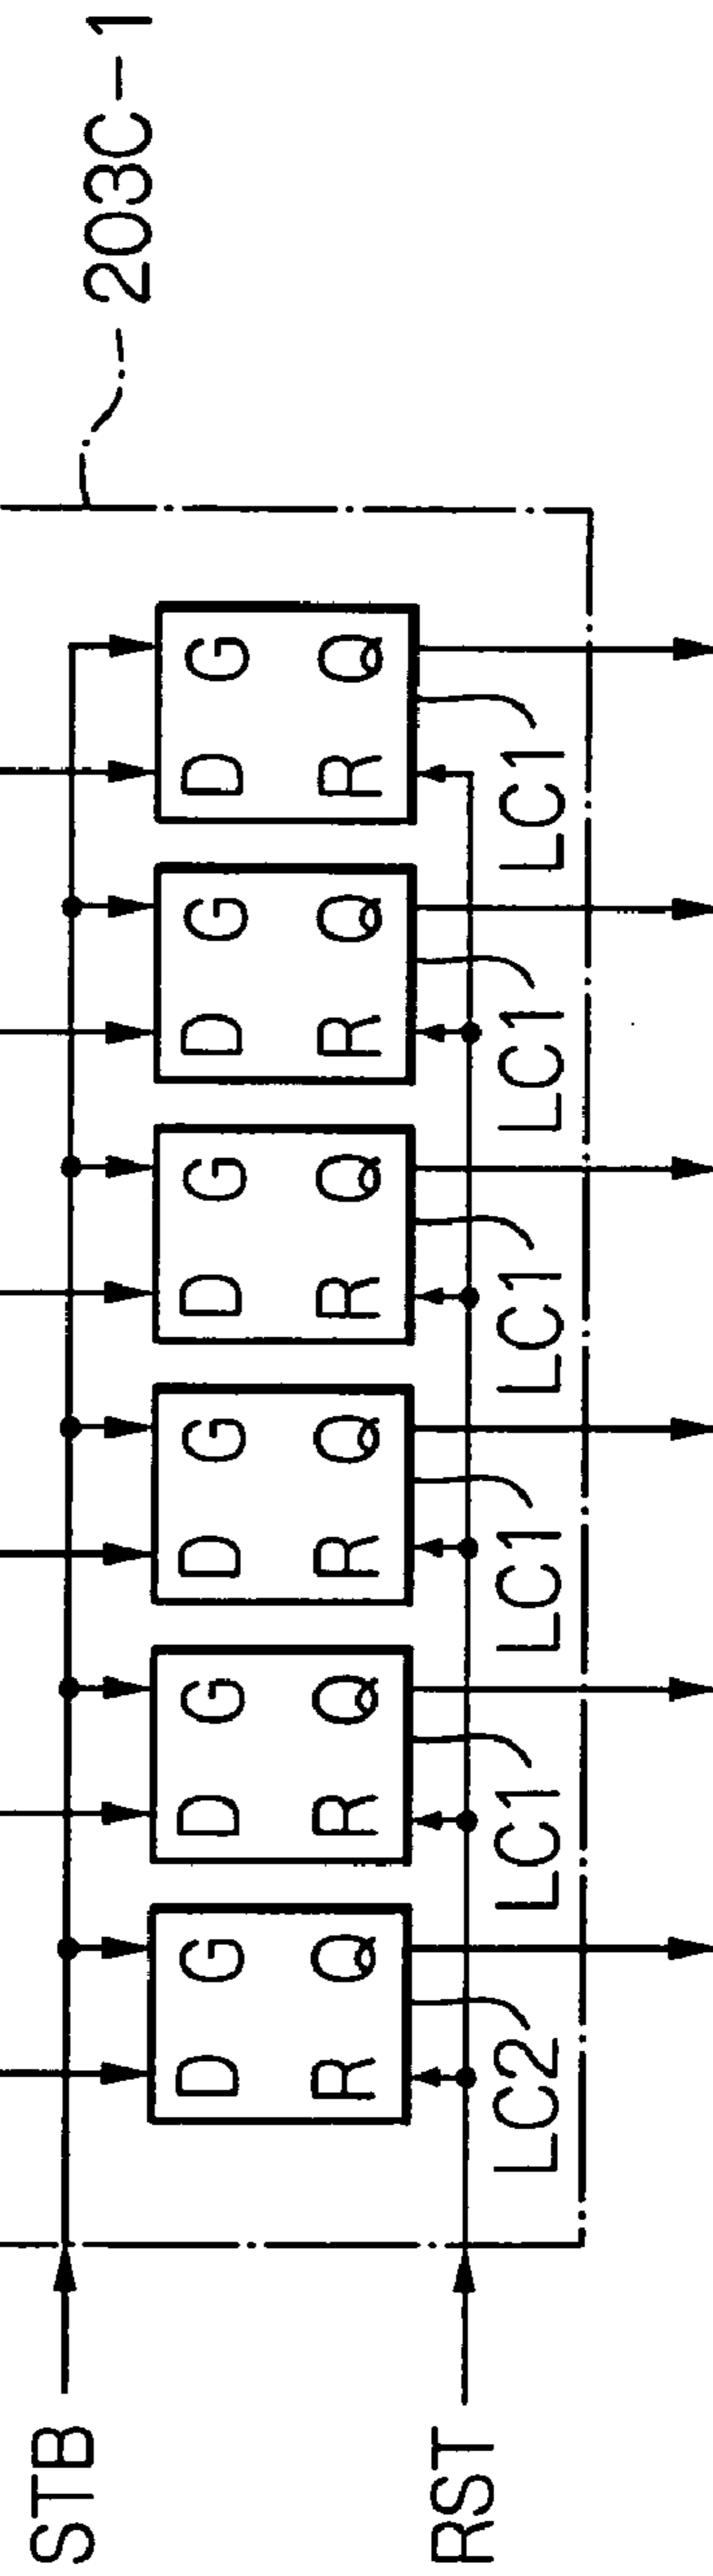 203C-1
STB
D G D G D G D G D G D G
R Q R Q R Q R Q R Q R Q
RST
LC2 LC1 LC1 LC1 LC1 LC1